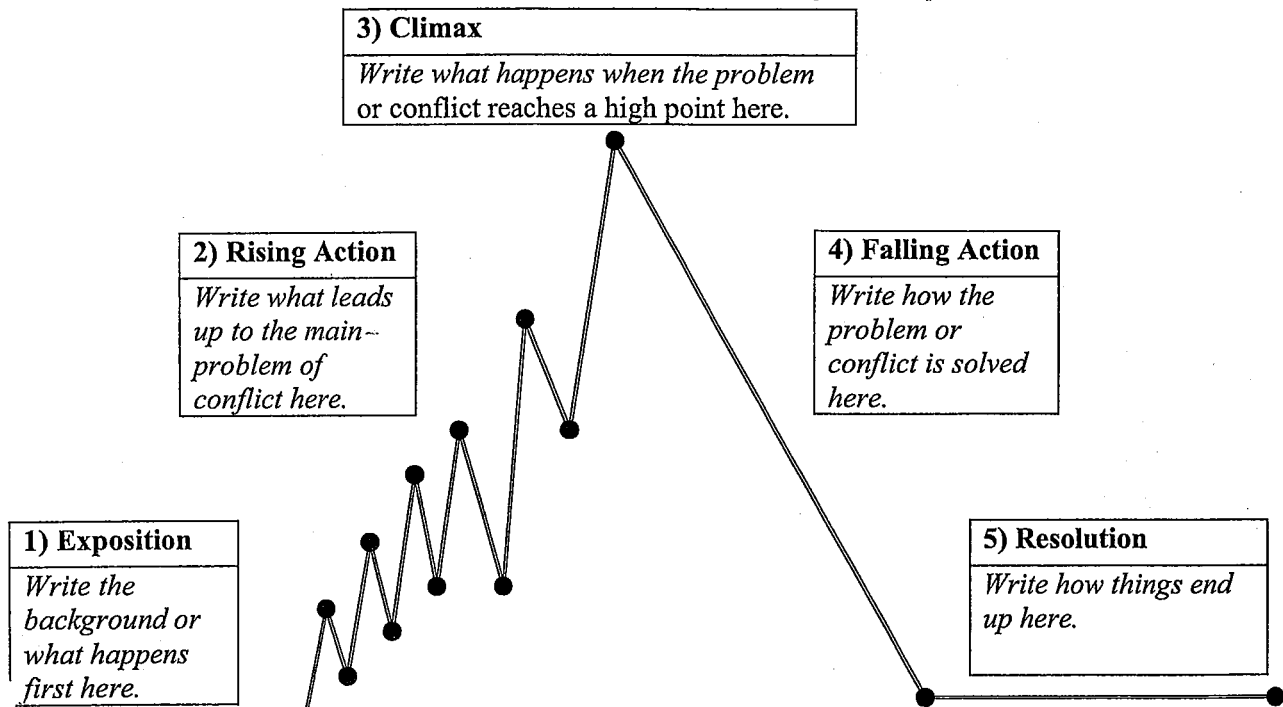 3) Climax
Write what happens when the problem
or conflict reaches a high point here.
2) Rising Action
Write what leads
up to the main-
problem of
conflict here.
4) Falling Action
Write how the
problem or
conflict is solved
here.
1) Exposition
Write the
background or
what happens
first here.
5) Resolution
Write how things end
up here.